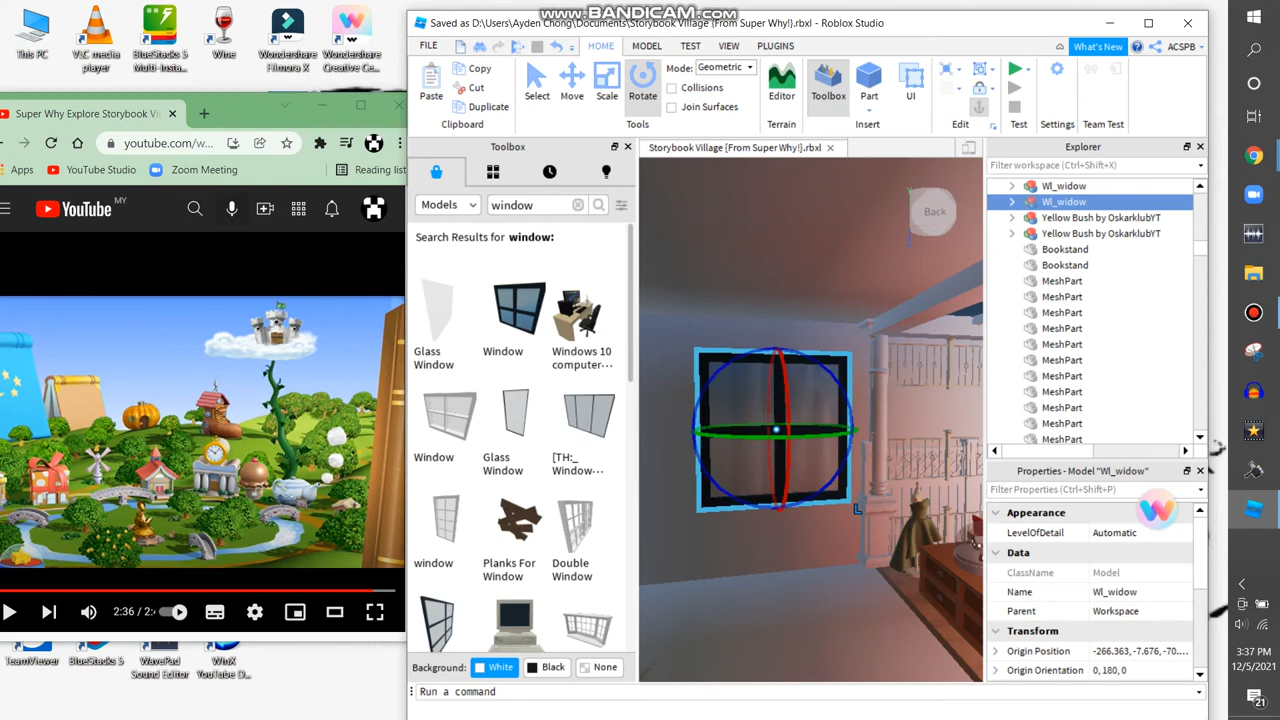 www.BANDICAM.com
Saved as D:\Users\Ayden Chong\Documents\Storybook Village {From Super Why!}.rbxl - Roblox Studio
FILE HOME MODEL TEST VIEW PLUGINS What's New ACSPB
Paste Copy Cut Duplicate Clipboard
Select Move Scale Rotate Mode: Geometric Collisions Join Surfaces Tools
Editor Terrain
Toolbox Part UI Insert
Edit Test Settings Team Test
This PC
VLC media player
BlueStacks 5 Multi-Insta...
Wine
Wondershare Filmora X
Wondershare Creative Ce...
Super Why Explore Storybook Vil
youtube.com/w...
Apps YouTube Studio Zoom Meeting Reading list
YouTube MY
2:36 / 2:4
TeamViewer
BlueStacks 5
WavePad Sound Editor
WinX YouTube D...
Toolbox
Models window
Search Results for window:
Glass Window
Window
Windows 10 computer...
Window
Glass Window
[TH:_ Window...
window
Planks For Window
Double Window
Background: White Black None
Run a command
Storybook Village {From Super Why!}.rbxl
Back
L
Explorer
Filter workspace (Ctrl+Shift+X)
Wl_widow
Wl_widow
Yellow Bush by OskarklubYT
Yellow Bush by OskarklubYT
Bookstand
Bookstand
MeshPart
MeshPart
MeshPart
MeshPart
MeshPart
MeshPart
MeshPart
MeshPart
MeshPart
MeshPart
MeshPart
Properties - Model "Wl_widow"
Filter Properties (Ctrl+Shift+P)
Appearance
LevelOfDetail Automatic
Data
ClassName Model
Name Wl_widow
Parent Workspace
Transform
Origin Position -266.363, -7.676, -70....
Origin Orientation 0, 180, 0
3:37 PM
12/5/2021
21